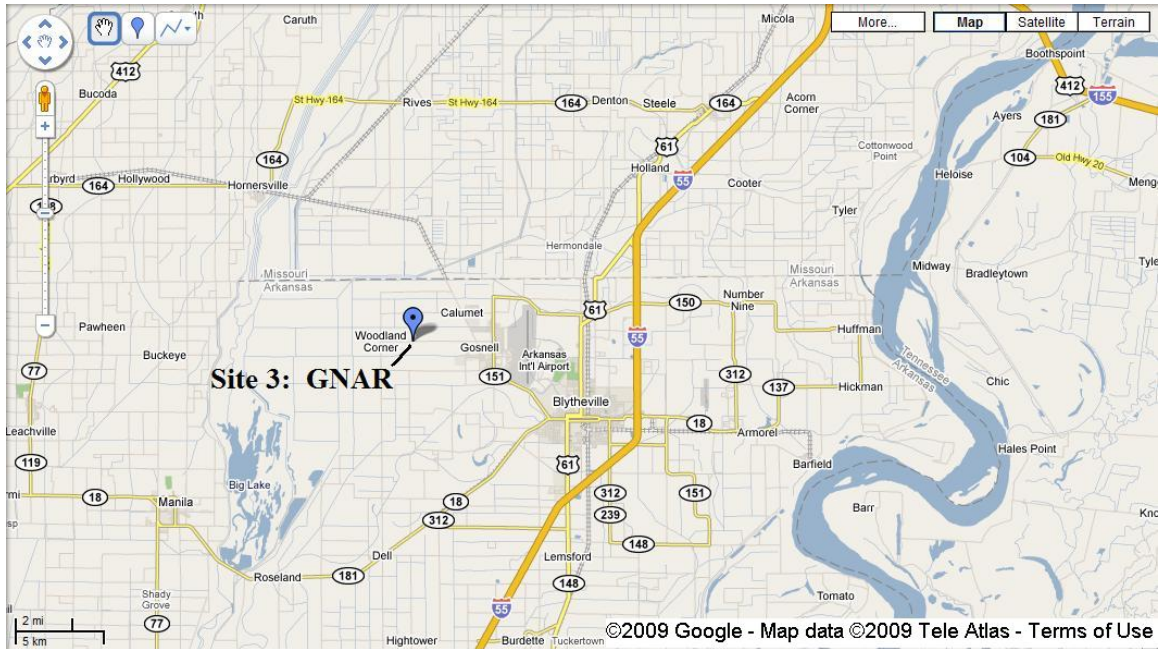 Caruth
Caruth
Micola
More...
Map
Satellite
Terrain
Boothspoint
412
412
Bucoda
155
St Hwy 164
Rives
St Hwy 164
164
Denton
Steele
164
Acorn
Corner
Ayers
181
61
Cottonwood
Point
104
Old Hwy 20
164
Holland
55
Heloise
164
Hollywood
Hornersville
Cooter
Tyler
Hermondale
Midway
Bradleytown
Missouri
Arkansas
Missouri
Arkansas
Calumet
61
150
Number
Nine
Pawheen
Woodland
Corner
Huffman
Buckeye
Gosnell
Arkansas
Int'l Airport
55
Tennessee
Arkansas
Site 3: GNAR
151
77
312
137
Hickman
Chic
Blytheville
18
Armorel
Leachville
Hales Point
119
61
Barfield
Big Lake
18
Manila
18
312
151
312
239
Barr
148
Dell
Lemsford
Roseland
181
148
Shady
Grove
Tomato
2 mi
5 km
77
55
Hightower
Burdette
Tuckertown
©2009 Google - Map data ©2009 Tele Atlas - Terms of Use